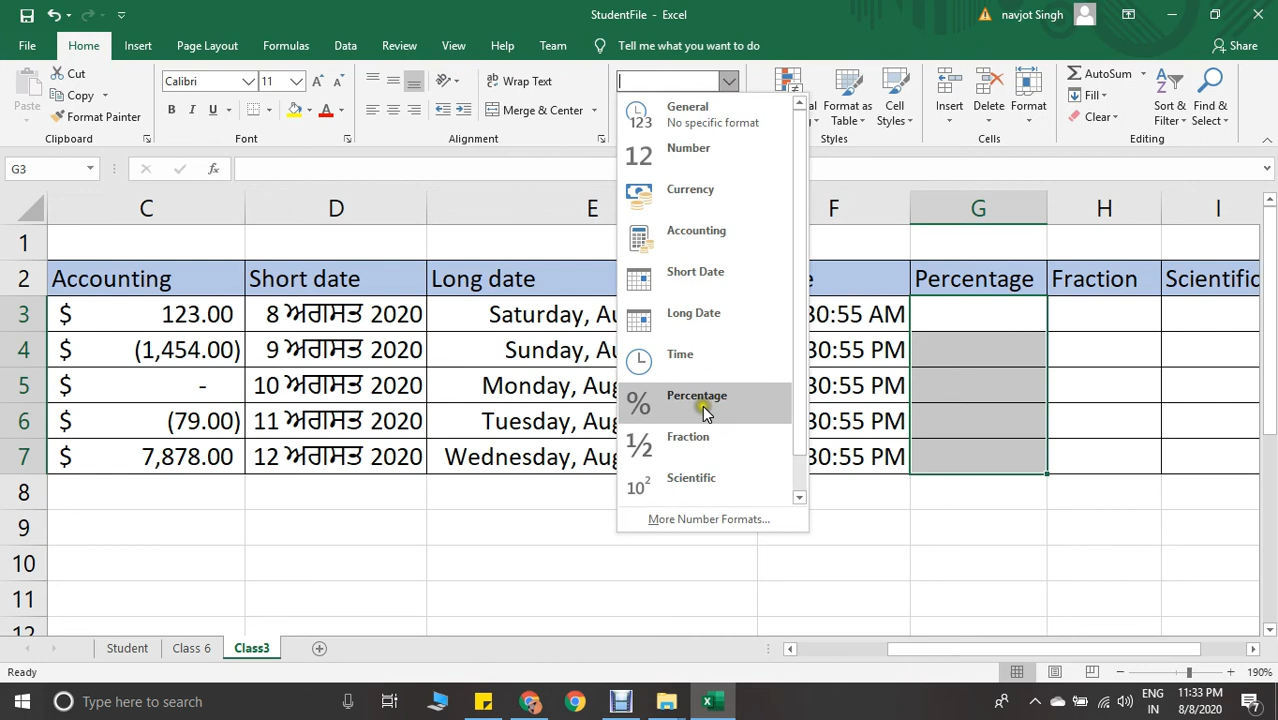 StudentFile - Excel
navjot Singh
File Home Insert Page Layout Formulas Data Review View Help Team Tell me what you want to do Share
Paste Cut Copy Format Painter
Calibri 11
B I U
Wrap Text
Merge & Center
Format as Table
Cell Styles
Insert Delete Format
AutoSum
Fill
Clear
Sort & Filter
Find & Select
Clipboard Font Alignment Styles Cells Editing
G3 fx
General
No specific format
Number
Currency
Accounting
Short Date
Long Date
Time
Percentage
Fraction
Scientific
More Number Formats...
C D E F G H I
1
2 Accounting Short date Long date Percentage Fraction Scientific
3 $ 123.00 8 ਅਗਸਤ 2020 Saturday, Au 30:55 AM
4 $ (1,454.00) 9 ਅਗਸਤ 2020 Sunday, Au 30:55 PM
5 $ - 10 ਅਗਸਤ 2020 Monday, Aug 30:55 PM
6 $ (79.00) 11 ਅਗਸਤ 2020 Tuesday, Aug 30:55 PM
7 $ 7,878.00 12 ਅਗਸਤ 2020 Wednesday, Aug 30:55 PM
8
9
10
11
12
Student Class 6 Class3
Ready 190%
Type here to search
ENG
IN
11:33 PM
8/8/2020
7